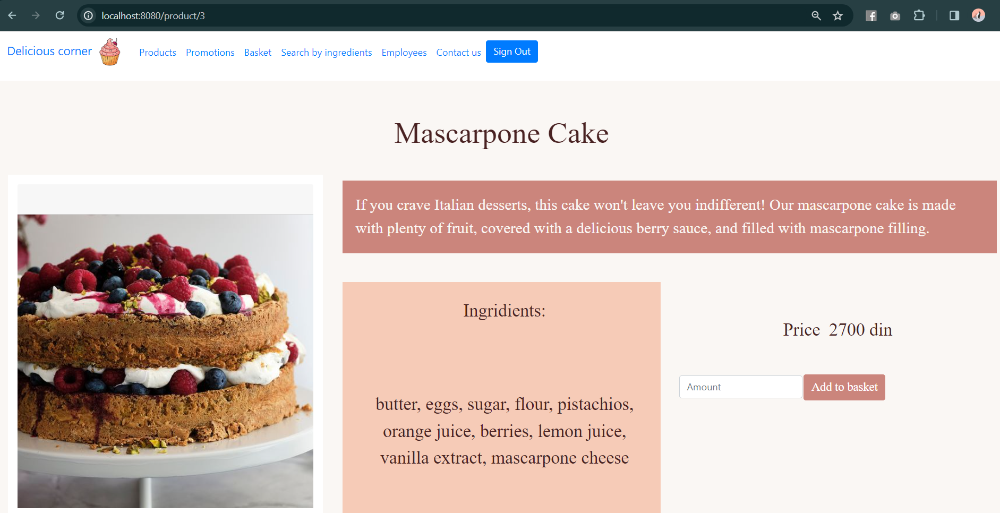 localhost:8080/product/3
Delicious corner
Products Promotions Basket Search by ingredients Employees Contact us Sign Out
Mascarpone Cake
If you crave Italian desserts, this cake won't leave you indifferent! Our mascarpone cake is made
with plenty of fruit, covered with a delicious berry sauce, and filled with mascarpone filling.
Ingridients:
butter, eggs, sugar, flour, pistachios,
orange juice, berries, lemon juice,
vanilla extract, mascarpone cheese
Price 2700 din
Amount Add to basket